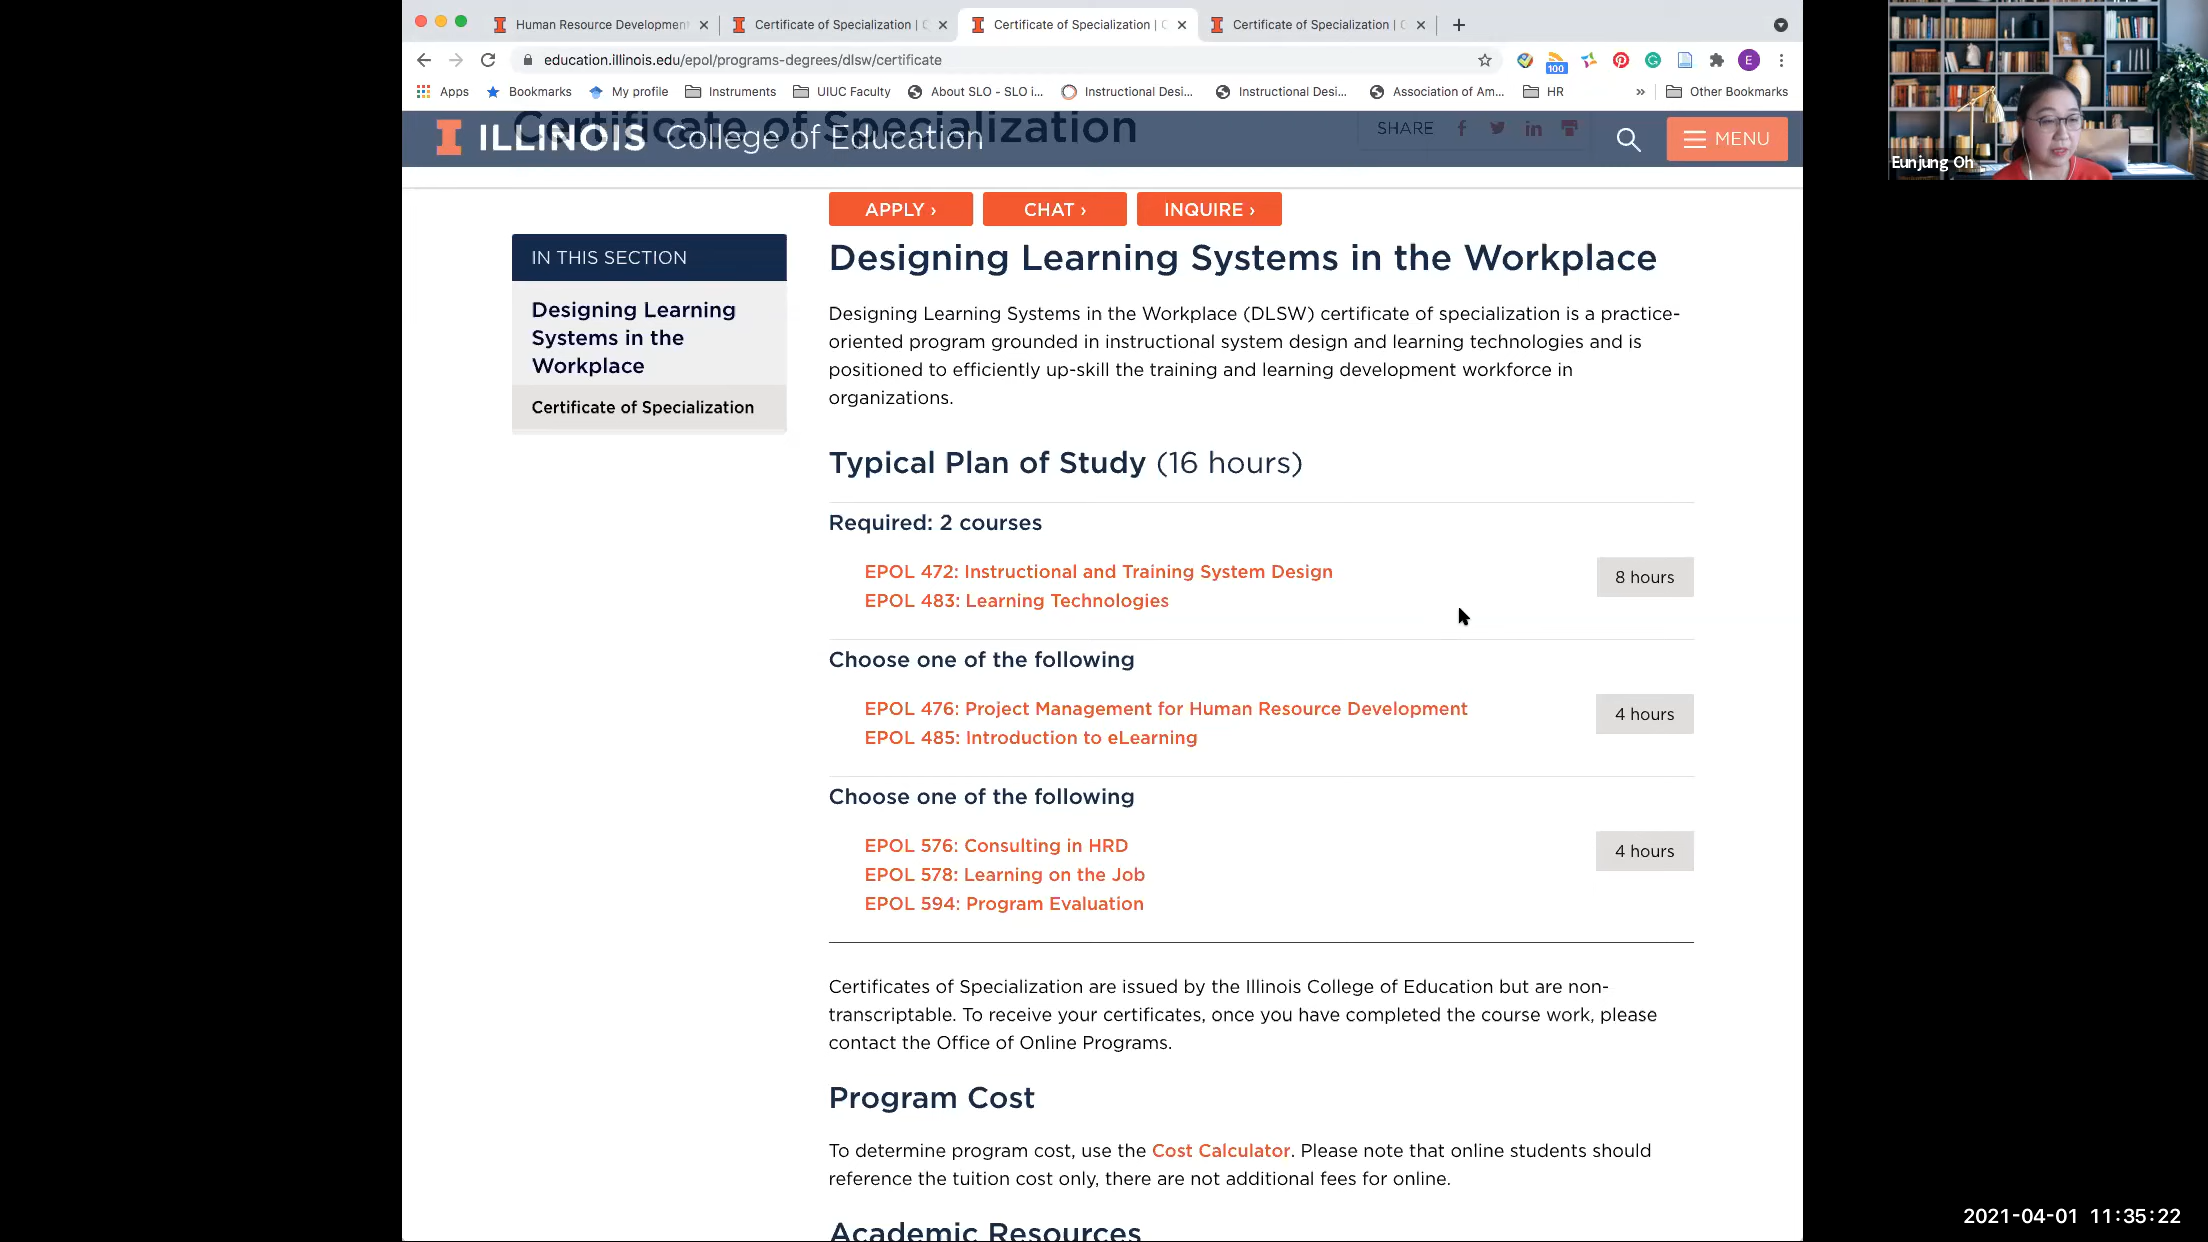 Human Resource Development
Certificate of Specialization |
Certificate of Specialization |
Certificate of Specialization |
education.illinois.edu/epol/programs-degrees/dlsw/certificate
100
E
Apps
Bookmarks
My profile
Instruments
UIUC Faculty
About SLO - SLO i...
Instructional Desi...
Instructional Desi...
Association of Am...
HR
»
Other Bookmarks
Certificate of Specialization
ILLINOIS College of Education
SHARE
MENU
Eunjung Oh
APPLY ›
CHAT ›
INQUIRE ›
IN THIS SECTION
Designing Learning
Systems in the
Workplace
Certificate of Specialization
Designing Learning Systems in the Workplace
Designing Learning Systems in the Workplace (DLSW) certificate of specialization is a practice-
oriented program grounded in instructional system design and learning technologies and is
positioned to efficiently up-skill the training and learning development workforce in
organizations.
Typical Plan of Study (16 hours)
Required: 2 courses
EPOL 472: Instructional and Training System Design
8 hours
EPOL 483: Learning Technologies
Choose one of the following
EPOL 476: Project Management for Human Resource Development
4 hours
EPOL 485: Introduction to eLearning
Choose one of the following
EPOL 576: Consulting in HRD
4 hours
EPOL 578: Learning on the Job
EPOL 594: Program Evaluation
Certificates of Specialization are issued by the Illinois College of Education but are non-
transcriptable. To receive your certificates, once you have completed the course work, please
contact the Office of Online Programs.
Program Cost
To determine program cost, use the Cost Calculator. Please note that online students should
reference the tuition cost only, there are not additional fees for online.
Academic Resources
2021-04-01 11:35:22